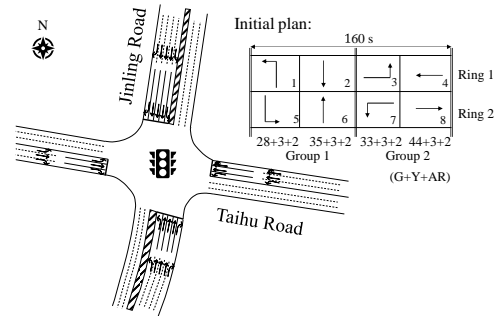 N
Jinling Road
Taihu Road
Initial plan:
160 s
1 2 3 4 Ring 1
5 6 7 8 Ring 2
28+3+2 35+3+2 33+3+2 44+3+2
Group 1 Group 2
(G+Y+AR)